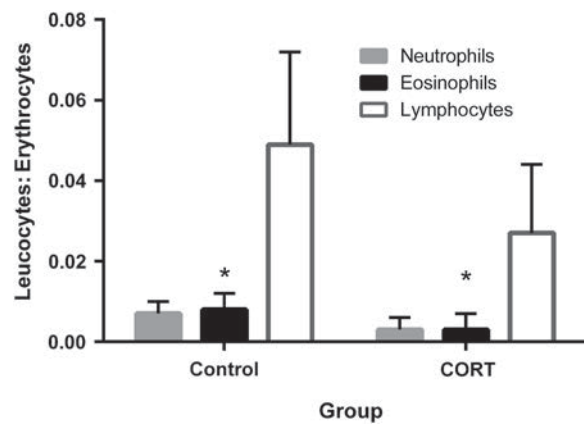 0.08
0.06
0.04
0.02
0.00
Leucocytes: Erythrocytes
Neutrophils
Eosinophils
Lymphocytes
*
*
Control
CORT
Group